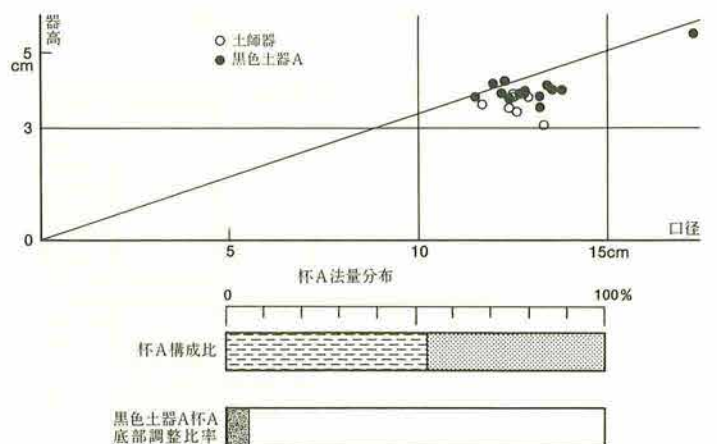 器高
5
cm
○ 土師器
● 黒色土器A
3
0
5
10
15cm
口径
杯A法量分布
0
100%
杯A構成比
黒色土器A杯A
底部調整比率